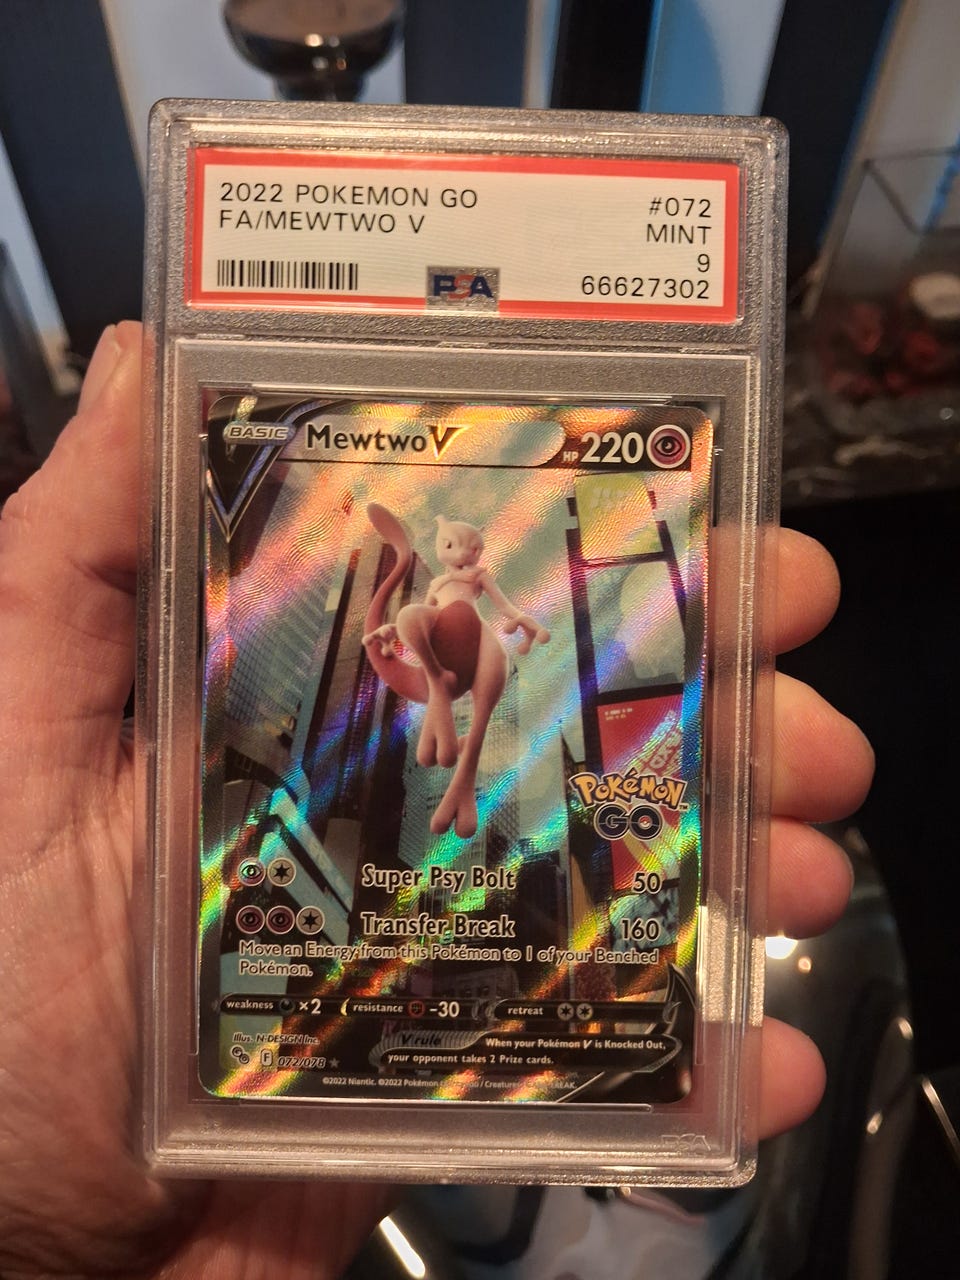 2022 POKEMON GO #072
FA/MEWTWO V MINT
9
PSA 66627302
BASIC Mewtwo V HP 220
Pokémon™
GO
Super Psy Bolt 50
Transfer Break 160
Move an Energy from this Pokémon to 1 of your Benched
Pokémon.
weakness ×2 resistance -30 retreat
V rule When your Pokémon V is Knocked Out,
your opponent takes 2 Prize cards.
Illus. N-DESIGN Inc.
F 072/078 ★
©2022 Niantic. ©2022 Pokémon / Creatures
PSA